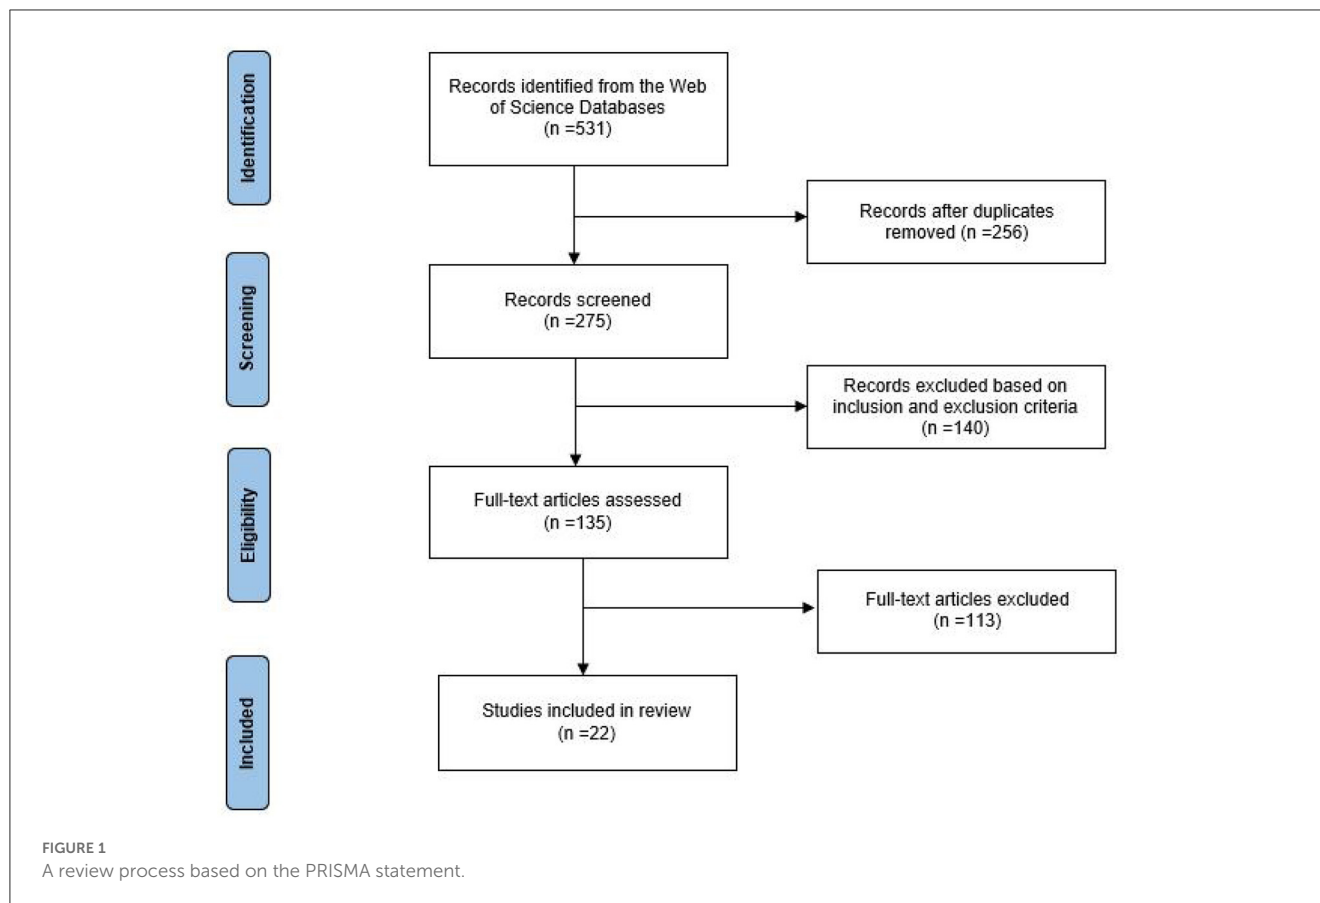 Identification
Records identified from the Web
of Science Databases
(n =531)
Records after duplicates
removed (n =256)
Screening
Records screened
(n =275)
Records excluded based on
inclusion and exclusion criteria
(n =140)
Eligibility
Full-text articles assessed
(n =135)
Full-text articles excluded
(n =113)
Included
Studies included in review
(n =22)
FIGURE 1
A review process based on the PRISMA statement.